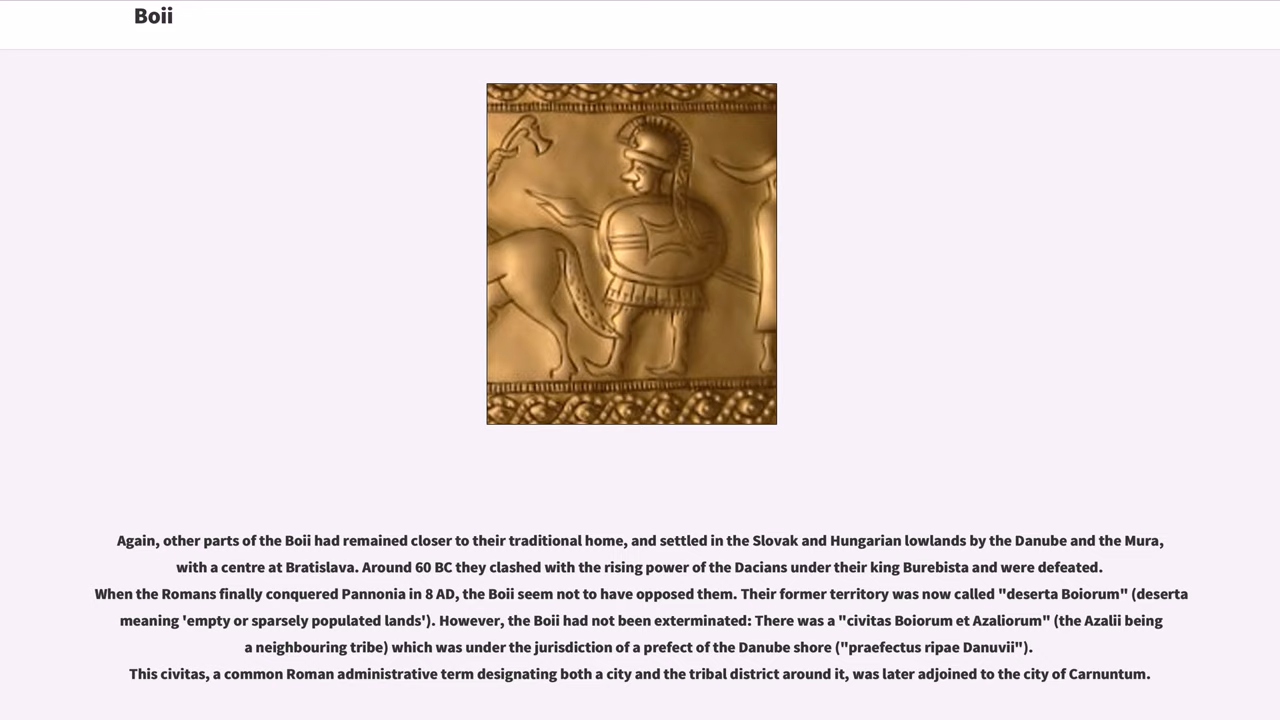 Boii
Again, other parts of the Boii had remained closer to their traditional home, and settled in the Slovak and Hungarian lowlands by the Danube and the Mura,
with a centre at Bratislava. Around 60 BC they clashed with the rising power of the Dacians under their king Burebista and were defeated.
When the Romans finally conquered Pannonia in 8 AD, the Boii seem not to have opposed them. Their former territory was now called "deserta Boiorum" (deserta
meaning 'empty or sparsely populated lands'). However, the Boii had not been exterminated: There was a "civitas Boiorum et Azaliorum" (the Azalii being
a neighbouring tribe) which was under the jurisdiction of a prefect of the Danube shore ("praefectus ripae Danuvii").
This civitas, a common Roman administrative term designating both a city and the tribal district around it, was later adjoined to the city of Carnuntum.